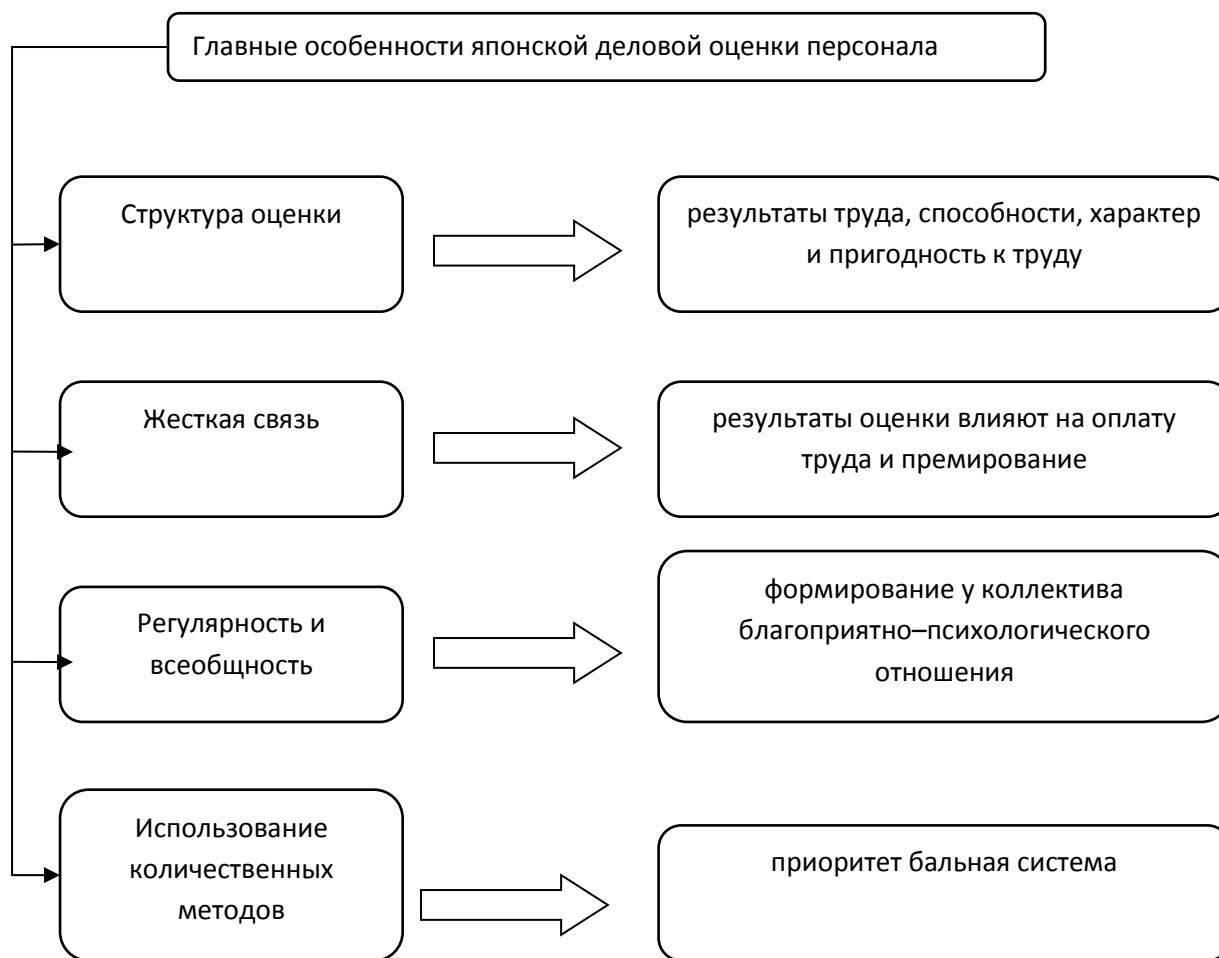 Главные особенности японской деловой оценки персонала
Структура оценки
результаты труда, способности, характер
и пригодность к труду
Жесткая связь
результаты оценки влияют на оплату
труда и премирование
Регулярность и
всеобщность
формирование у коллектива
благоприятно–психологического
отношения
Использование
количественных
методов
приоритет бальная система